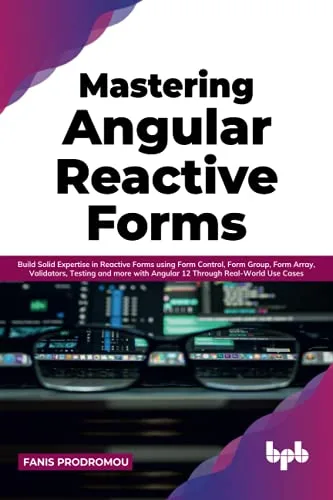 Mastering
Angular
Reactive
Forms
Build Solid Expertise in Reactive Forms using Form Control, Form Group, Form Array,
Validators, Testing and more with Angular 12 Through Real-World Use Cases
FANIS PRODROMOU
bpb